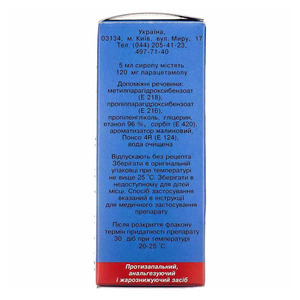 Україна,
03134, м. Київ, вул. Миру, 17
Тел.: (044) 205-41-23,
497-71-40
5 мл сиропу містять
120 мг парацетамолу
Допоміжні речовини:
метилпарагідроксибензоат
(Е 218),
пропілпарагідроксибензоат
(Е 216),
пропіленгліколь, гліцерин,
етанол 96 %, сорбіт (Е 420),
ароматизатор малиновий,
Понсо 4R (Е 124),
вода очищена
Відпускають без рецепта
Зберігати в оригінальній
упаковці при температурі
не вище 25 °С. Зберігати в
недоступному для дітей
місці. Спосіб застосування
вказаний в інструкції
для медичного застосування
препарату
Після розкриття флакону
термін придатності препарату
30 діб при температурі
20-25 °С
Протизапальний,
анальгезуючий
і жарознижуючий засіб